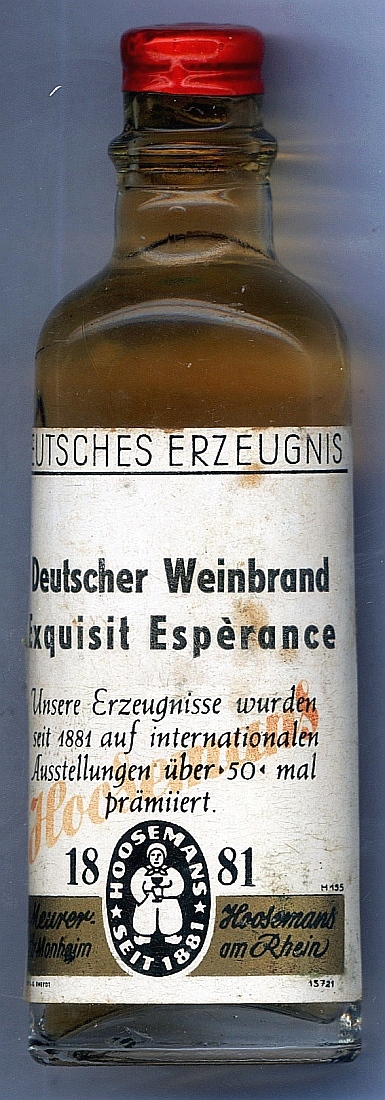 EUTSCHES ERZEUGNIS
Deutscher Weinbrand
Exquisit Espèrance
Unsere Erzeugnisse wurden
seit 1881 auf internationalen
Ausstellungen über·50· mal
prämiiert.
Hoosemans
18 81
HOOSEMANS
SEIT 1881
M 135
Meurer· Hoosemans
Monheim am Rhein
15721